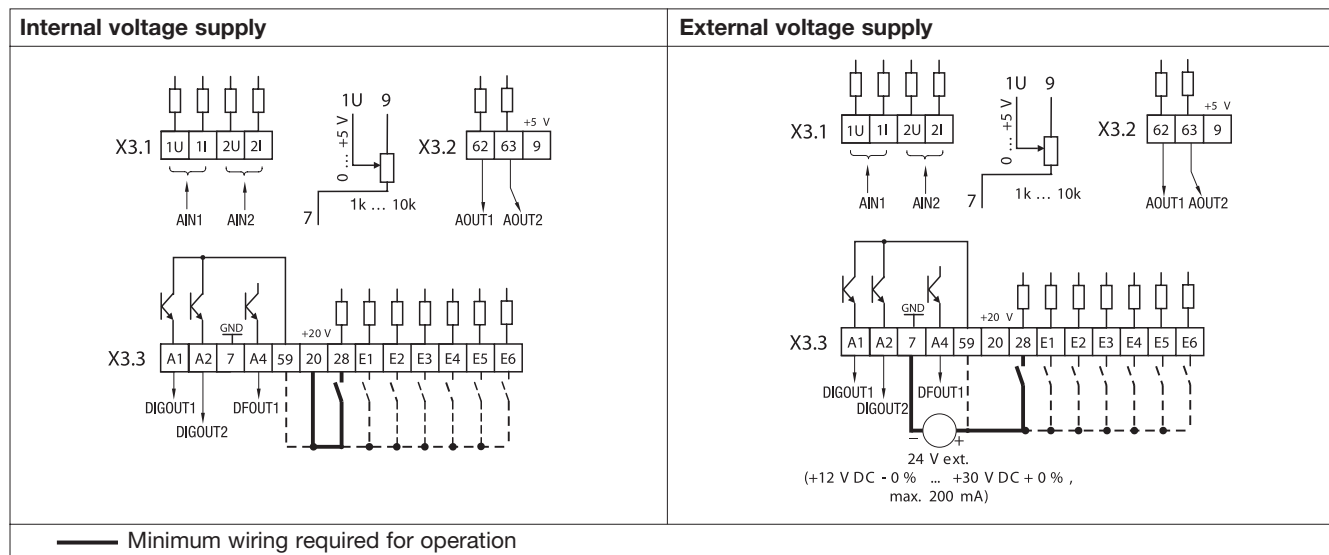 Internal voltage supply
1U 9
0 ... +5 V
X3.1 1U 1I 2U 2I
AIN1 AIN2
7
1k ... 10k
+5 V
X3.2 62 63 9
AOUT1 AOUT2
GND
+20 V
X3.3 A1 A2 7 A4 59 20 28 E1 E2 E3 E4 E5 E6
DIGOUT1 DFOUT1
DIGOUT2
External voltage supply
1U 9
0 ... +5 V
X3.1 1U 1I 2U 2I
AIN1 AIN2
7
1k ... 10k
+5 V
X3.2 62 63 9
AOUT1 AOUT2
GND
+20 V
X3.3 A1 A2 7 A4 59 20 28 E1 E2 E3 E4 E5 E6
DIGOUT1 DFOUT1
DIGOUT2
– +
24 V ext.
(+12 V DC - 0 % ... +30 V DC + 0 % ,
max. 200 mA)
Minimum wiring required for operation